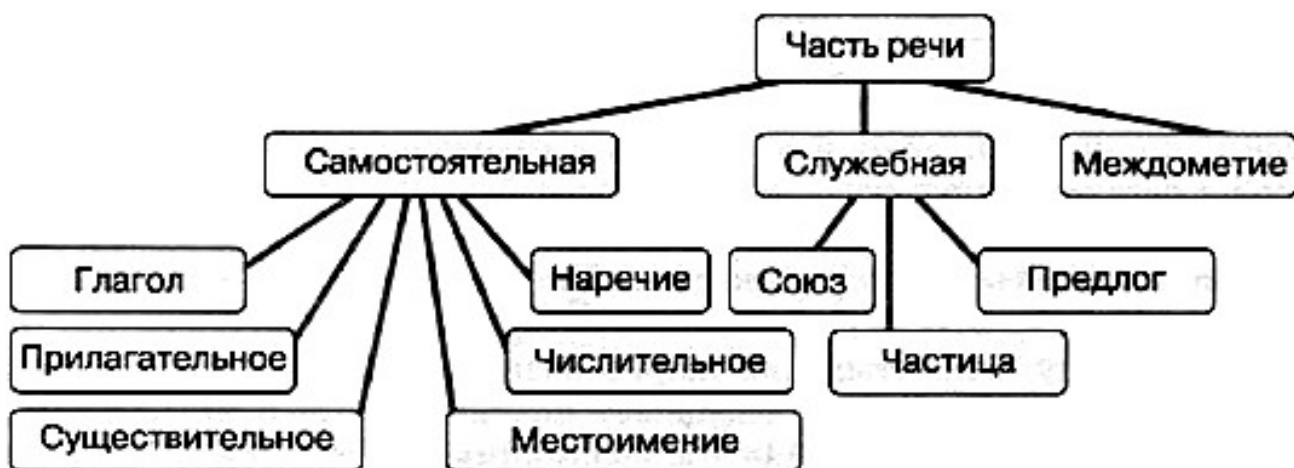 Часть речи
Самостоятельная Служебная Междометие
Глагол Наречие Союз Предлог
Прилагательное Числительное Частица
Существительное Местоимение